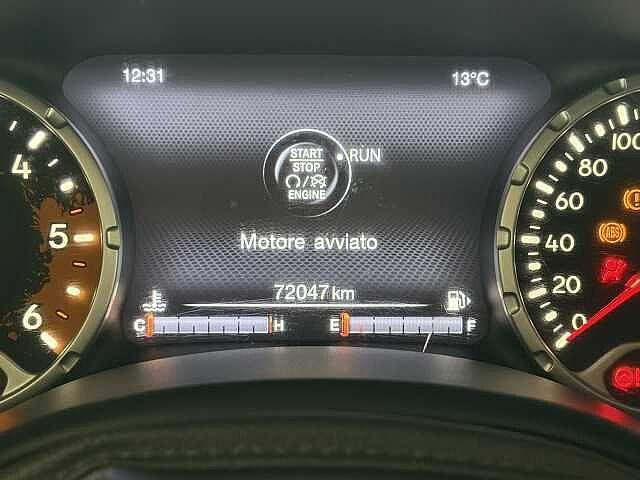 12:31 13°C
START
STOP
ENGINE
RUN
Motore avviato
72047 km
C H E F
4
5
6
100
80
60
40
20
0
ABS